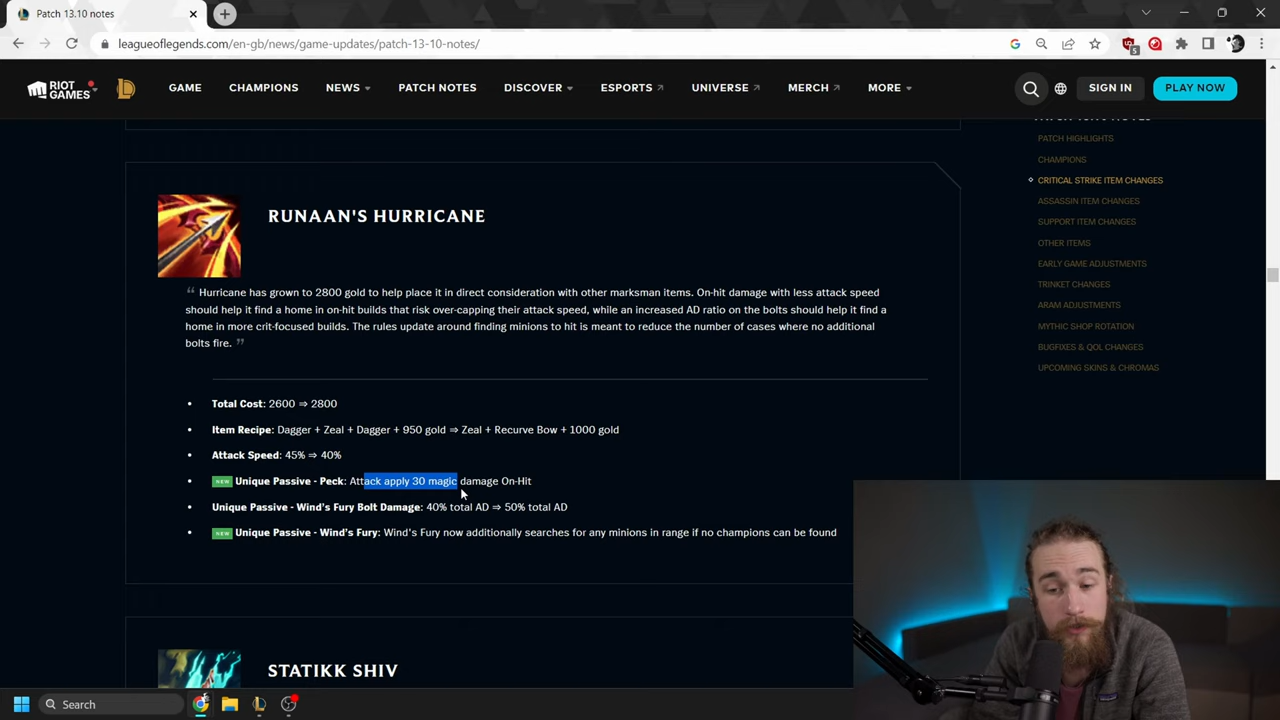 Patch 13.10 notes
leagueoflegends.com/en-gb/news/game-updates/patch-13-10-notes/
5
RIOT GAMES
GAME
CHAMPIONS
NEWS
PATCH NOTES
DISCOVER
ESPORTS
UNIVERSE
MERCH
MORE
SIGN IN
PLAY NOW
PATCH HIGHLIGHTS
CHAMPIONS
CRITICAL STRIKE ITEM CHANGES
ASSASSIN ITEM CHANGES
SUPPORT ITEM CHANGES
OTHER ITEMS
EARLY GAME ADJUSTMENTS
TRINKET CHANGES
ARAM ADJUSTMENTS
MYTHIC SHOP ROTATION
BUGFIXES & QOL CHANGES
UPCOMING SKINS & CHROMAS
RUNAAN'S HURRICANE
“ Hurricane has grown to 2800 gold to help place it in direct consideration with other marksman items. On-hit damage with less attack speed
should help it find a home in on-hit builds that risk over-capping their attack speed, while an increased AD ratio on the bolts should help it find a
home in more crit-focused builds. The rules update around finding minions to hit is meant to reduce the number of cases where no additional
bolts fire. ”
• Total Cost: 2600 ⇒ 2800
• Item Recipe: Dagger + Zeal + Dagger + 950 gold ⇒ Zeal + Recurve Bow + 1000 gold
• Attack Speed: 45% ⇒ 40%
• NEW Unique Passive - Peck: Attack apply 30 magic damage On-Hit
• Unique Passive - Wind's Fury Bolt Damage: 40% total AD ⇒ 50% total AD
• NEW Unique Passive - Wind's Fury: Wind's Fury now additionally searches for any minions in range if no champions can be found
STATIKK SHIV
Search